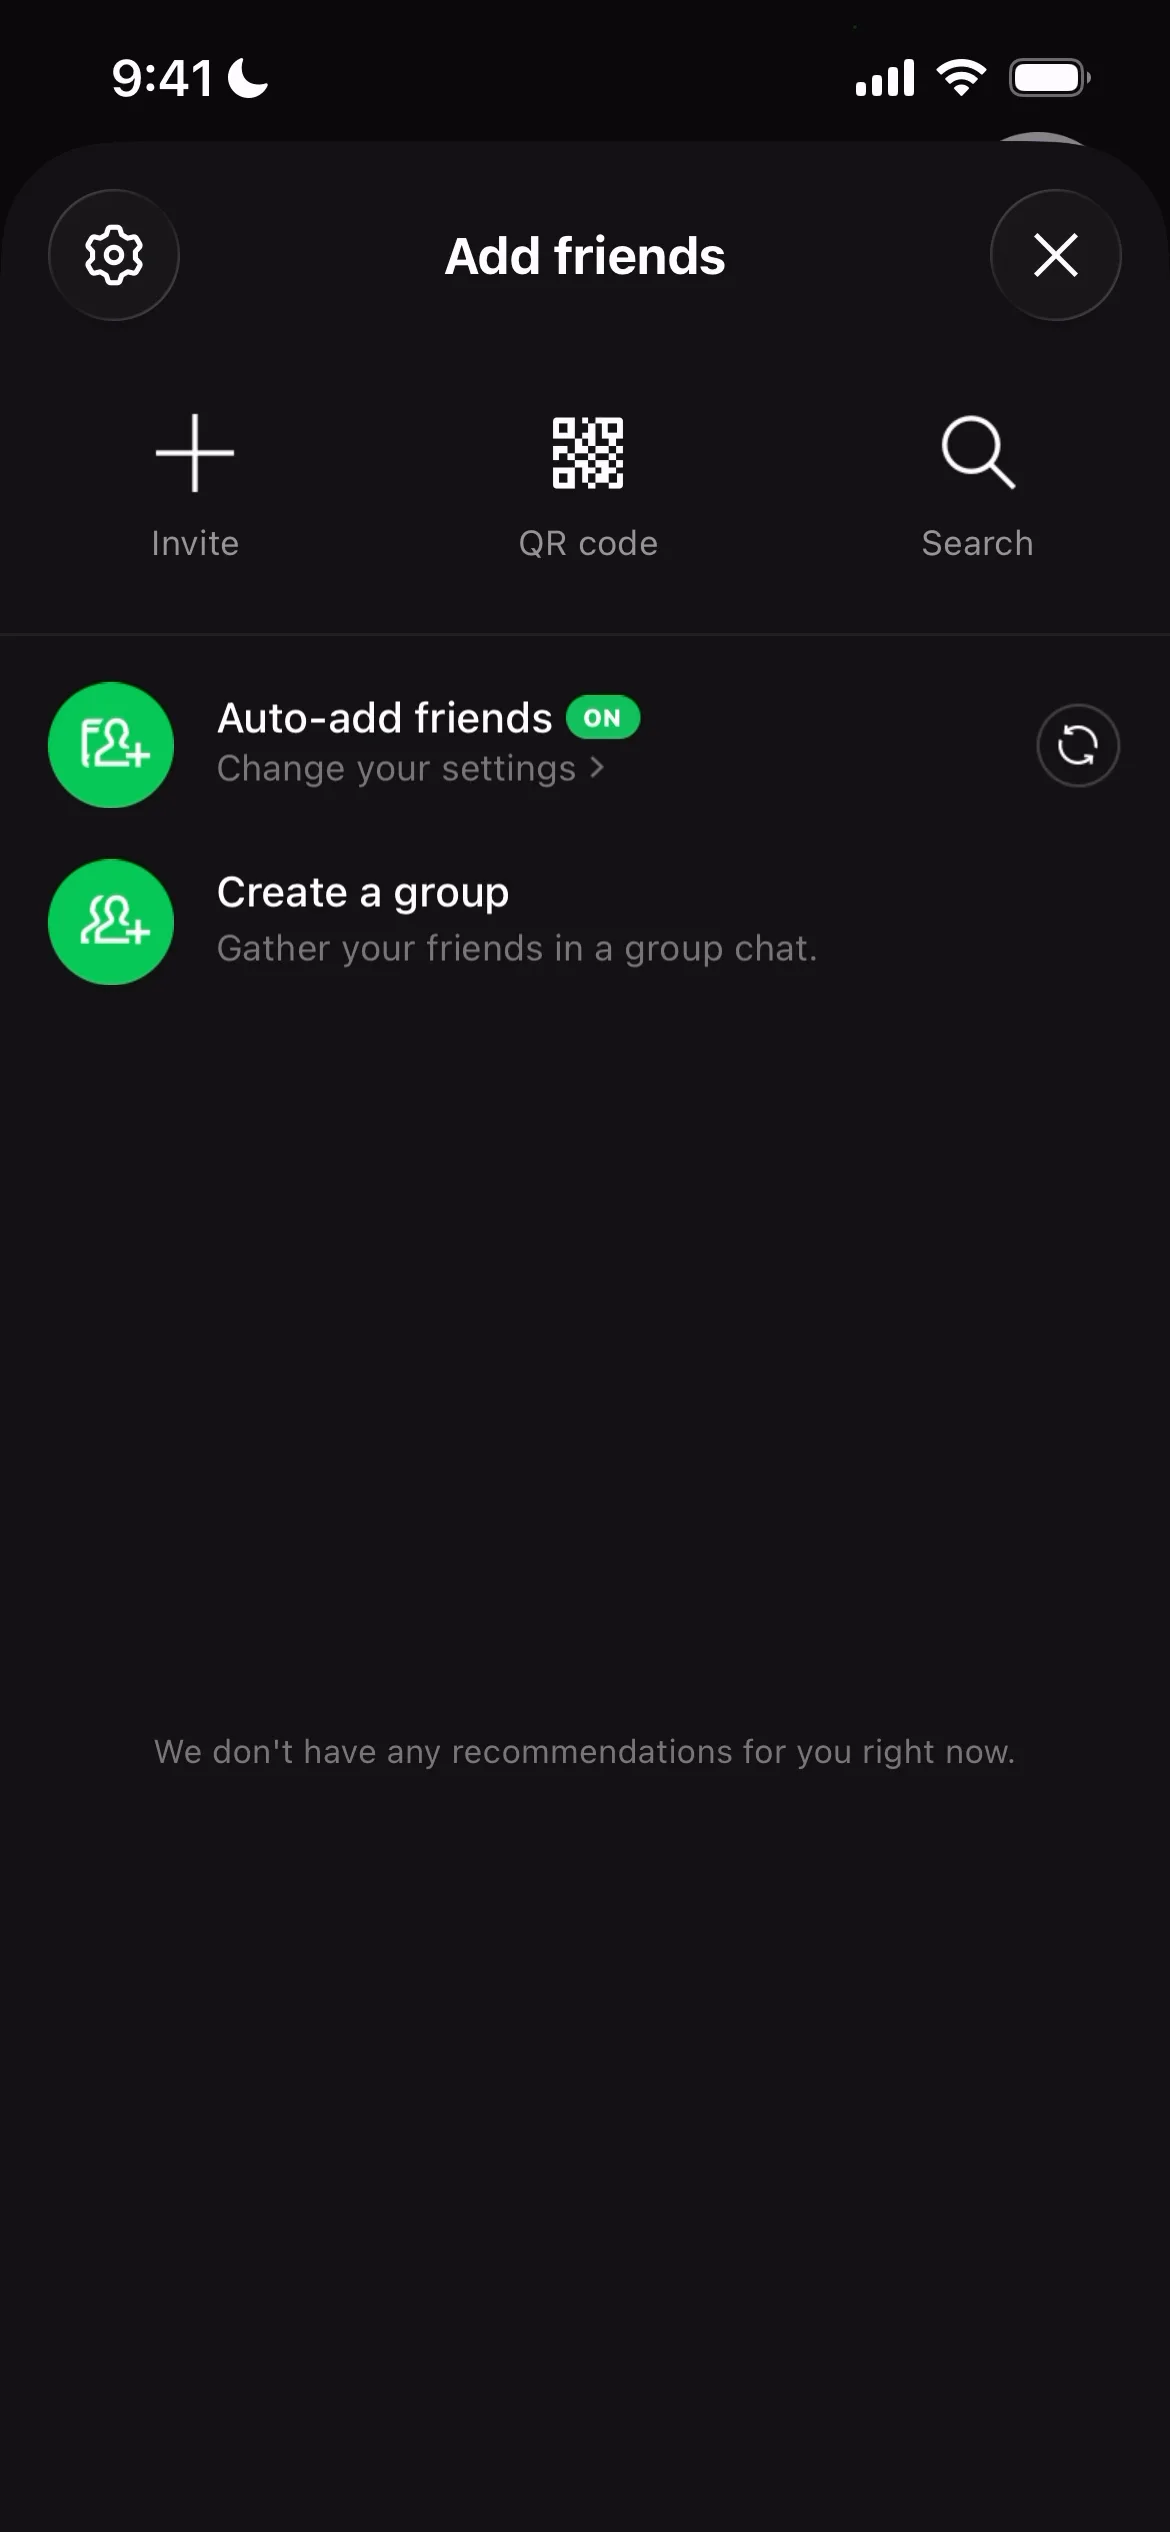 9:41
Add friends
Invite
QR code
Search
Auto-add friends ON
Change your settings >
Create a group
Gather your friends in a group chat.
We don't have any recommendations for you right now.